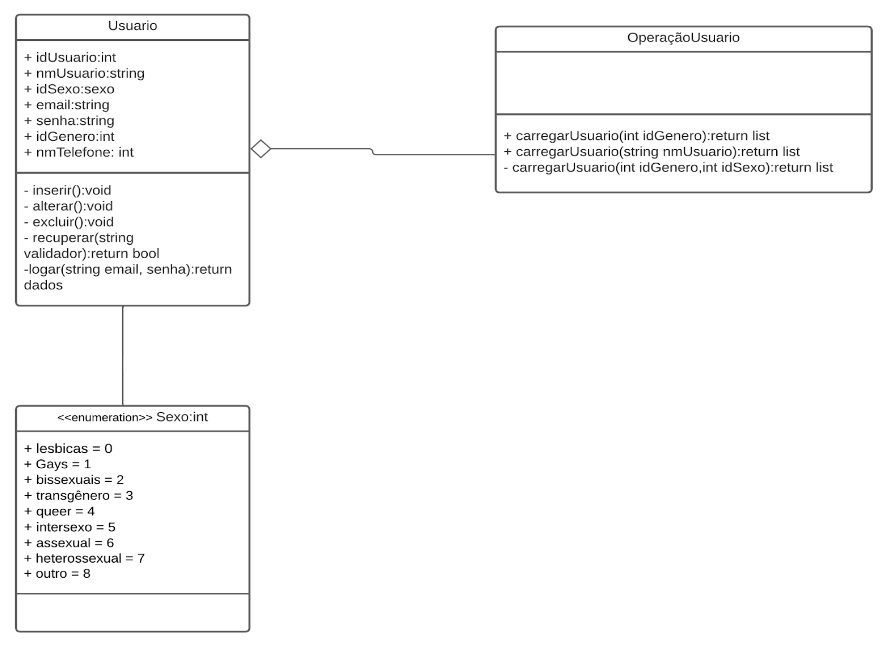 Usuario
+ idUsuario:int
+ nmUsuario:string
+ idSexo:sexo
+ email:string
+ senha:string
+ idGenero:int
+ nmTelefone: int
- inserir():void
- alterar():void
- excluir():void
- recuperar(string
validador):return bool
-logar(string email, senha):return
dados
OperaçãoUsuario
+ carregarUsuario(int idGenero):return list
+ carregarUsuario(string nmUsuario):return list
- carregarUsuario(int idGenero,int idSexo):return list
<<enumeration>> Sexo:int
+ lesbicas = 0
+ Gays = 1
+ bissexuais = 2
+ transgênero = 3
+ queer = 4
+ intersexo = 5
+ assexual = 6
+ heterossexual = 7
+ outro = 8